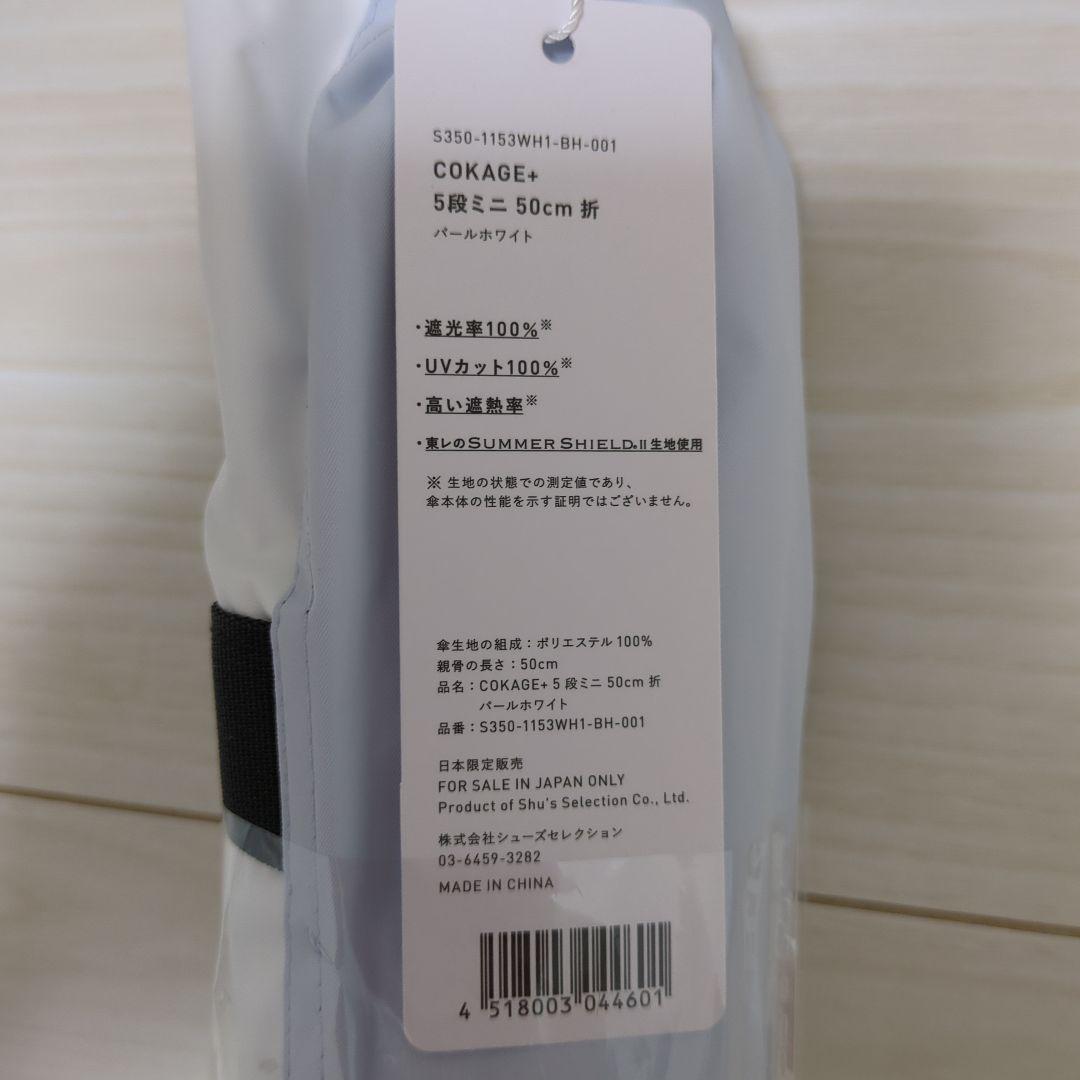 S350-1153WH1-BH-001
COKAGE+
5段ミニ 50cm 折
パールホワイト
・遮光率100%※
・UVカット100%※
・高い遮熱率※
・東レのSUMMER SHIELD®II生地使用
※ 生地の状態での測定値であり、
傘本体の性能を示す証明ではございません。
傘生地の組成：ポリエステル 100%
親骨の長さ：50cm
品名：COKAGE+ 5 段ミニ 50cm 折
パールホワイト
品番：S350-1153WH1-BH-001
日本限定販売
FOR SALE IN JAPAN ONLY
Product of Shu's Selection Co., Ltd.
株式会社シューズセレクション
03-6459-3282
MADE IN CHINA
4 518003 044601